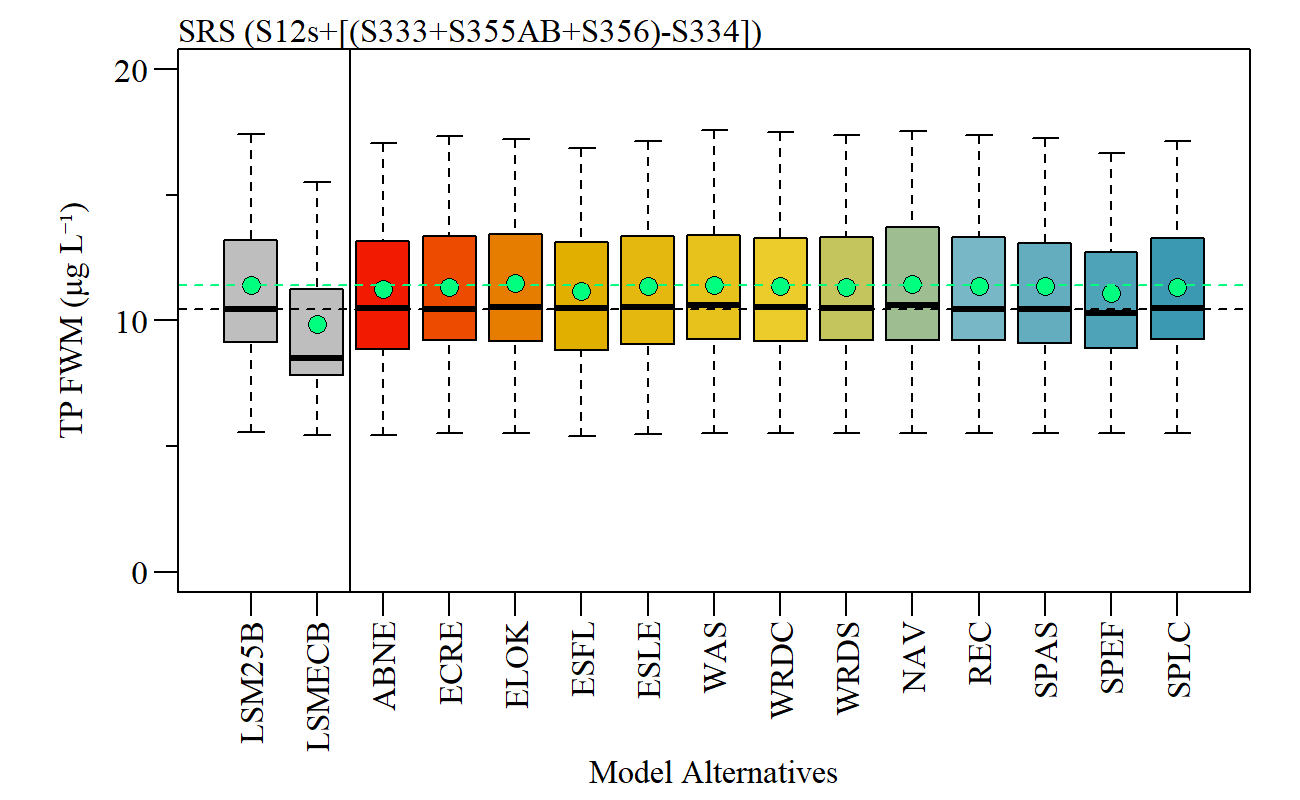 SRS (S12s+[(S333+S355AB+S356)-S334])
20
10
0
TP FWM (μg L⁻¹)
LSM25B
LSMECB
ABNE
ECRE
ELOK
ESFL
ESLE
WAS
WRDC
WRDS
NAV
REC
SPAS
SPEF
SPLC
Model Alternatives